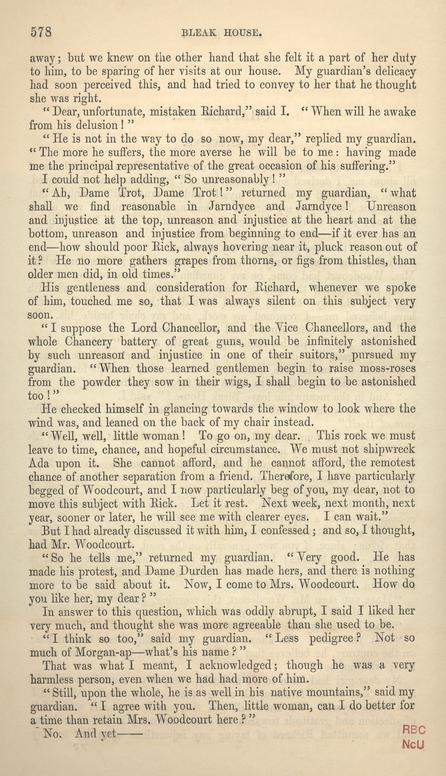 578 BLEAK HOUSE.
away; but we knew on the other hand that she felt it a part of her duty
to him, to be sparing of her visits at our house. My guardian's delicacy
had soon perceived this, and had tried to convey to her that he thought
she was right.
"Dear, unfortunate, mistaken Richard," said I. "When will he awake
from his delusion!"
"He is not in the way to do so now, my dear," replied my guardian.
"The more he suffers, the more averse he will be to me: having made
me the principal representative of the great occasion of his suffering."
I could not help adding, "So unreasonably!"
"Ah, Dame Trot, Dame Trot!" returned my guardian, "what
shall we find reasonable in Jarndyce and Jarndyce! Unreason
and injustice at the top, unreason and injustice at the heart and at the
bottom, unreason and injustice from beginning to end—if it ever has an
end—how should poor Rick, always hovering near it, pluck reason out of
it? He no more gathers grapes from thorns, or figs from thistles, than
older men did, in old times."
His gentleness and consideration for Richard, whenever we spoke
of him, touched me so, that I was always silent on this subject very
soon.
"I suppose the Lord Chancellor, and the Vice Chancellors, and the
whole Chancery battery of great guns, would be infinitely astonished
by such unreason and injustice in one of their suitors," pursued my
guardian. "When those learned gentlemen begin to raise moss-roses
from the powder they sow in their wigs, I shall begin to be astonished
too!"
He checked himself in glancing towards the window to look where the
wind was, and leaned on the back of my chair instead.
"Well, well, little woman! To go on, my dear. This rock we must
leave to time, chance, and hopeful circumstance. We must not shipwreck
Ada upon it. She cannot afford, and he cannot afford, the remotest
chance of another separation from a friend. Therefore, I have particularly
begged of Woodcourt, and I now particularly beg of you, my dear, not to
move this subject with Rick. Let it rest. Next week, next month, next
year, sooner or later, he will see me with clearer eyes. I can wait."
But I had already discussed it with him, I confessed; and so, I thought,
had Mr. Woodcourt.
"So he tells me," returned my guardian. "Very good. He has
made his protest, and Dame Durden has made hers, and there is nothing
more to be said about it. Now, I come to Mrs. Woodcourt. How do
you like her, my dear?"
In answer to this question, which was oddly abrupt, I said I liked her
very much, and thought she was more agreeable than she used to be.
"I think so too," said my guardian. "Less pedigree? Not so
much of Morgan-ap—what's his name?"
That was what I meant, I acknowledged; though he was a very
harmless person, even when we had had more of him.
"Still, upon the whole, he is as well in his native mountains," said my
guardian. "I agree with you. Then, little woman, can I do better for
a time than retain Mrs. Woodcourt here?"
No. And yet——
RBC
NcU